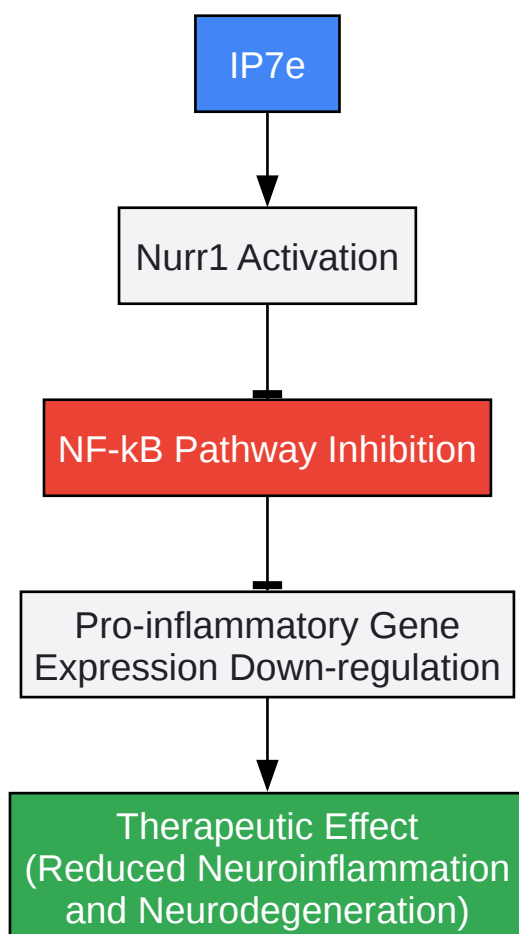 IP7e
Nurr1 Activation
NF-kB Pathway Inhibition
Pro-inflammatory Gene
Expression Down-regulation
Therapeutic Effect
(Reduced Neuroinflammation
and Neurodegeneration)